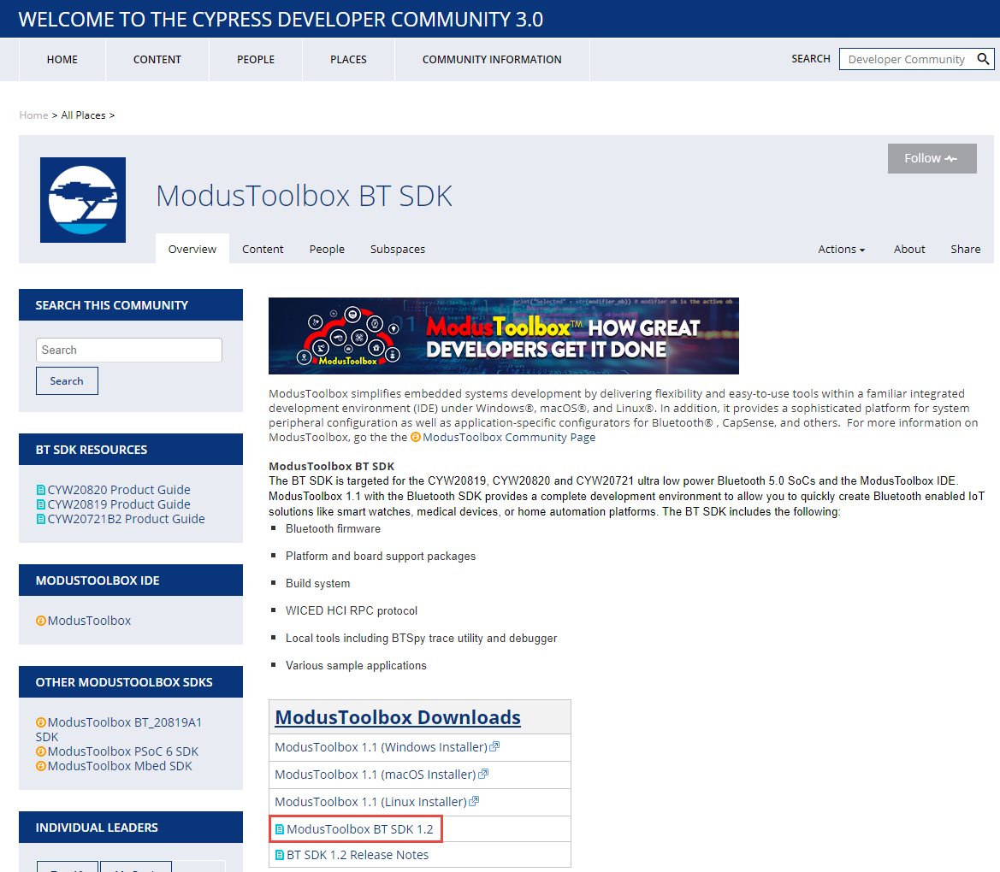 WELCOME TO THE CYPRESS DEVELOPER COMMUNITY 3.0
HOME
CONTENT
PEOPLE
PLACES
COMMUNITY INFORMATION
SEARCH
Developer Community
Home > All Places >
Follow
ModusToolbox BT SDK
Overview
Content
People
Subspaces
Actions
About
Share
SEARCH THIS COMMUNITY
Search
Search
BT SDK RESOURCES
CYW20820 Product Guide
CYW20819 Product Guide
CYW20721B2 Product Guide
MODUSTOOLBOX IDE
ModusToolbox
OTHER MODUSTOOLBOX SDKS
ModusToolbox BT_20819A1
SDK
ModusToolbox PSoC 6 SDK
ModusToolbox Mbed SDK
INDIVIDUAL LEADERS
print("Selected" + str(modifier_ob)) # modifier ob is the active ob
ModusToolbox
ModusToolbox™ HOW GREAT
DEVELOPERS GET IT DONE
ModusToolbox simplifies embedded systems development by delivering flexibility and easy-to-use tools within a familiar integrated
development environment (IDE) under Windows®, macOS®, and Linux®. In addition, it provides a sophisticated platform for system
peripheral configuration as well as application-specific configurators for Bluetooth® , CapSense, and others. For more information on
ModusToolbox, go the the ModusToolbox Community Page
ModusToolbox BT SDK
The BT SDK is targeted for the CYW20819, CYW20820 and CYW20721 ultra low power Bluetooth 5.0 SoCs and the ModusToolbox IDE.
ModusToolbox 1.1 with the Bluetooth SDK provides a complete development environment to allow you to quickly create Bluetooth enabled IoT
solutions like smart watches, medical devices, or home automation platforms. The BT SDK includes the following:
Bluetooth firmware
Platform and board support packages
Build system
WICED HCI RPC protocol
Local tools including BTSpy trace utility and debugger
Various sample applications
ModusToolbox Downloads
ModusToolbox 1.1 (Windows Installer)
ModusToolbox 1.1 (macOS Installer)
ModusToolbox 1.1 (Linux Installer)
ModusToolbox BT SDK 1.2
BT SDK 1.2 Release Notes